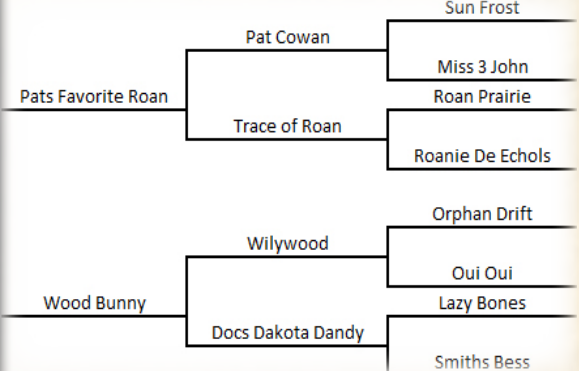 Sun Frost
Pat Cowan
Miss 3 John
Pats Favorite Roan
Roan Prairie
Trace of Roan
Roanie De Echols
Orphan Drift
Wilywood
Oui Oui
Wood Bunny
Lazy Bones
Docs Dakota Dandy
Smiths Bess